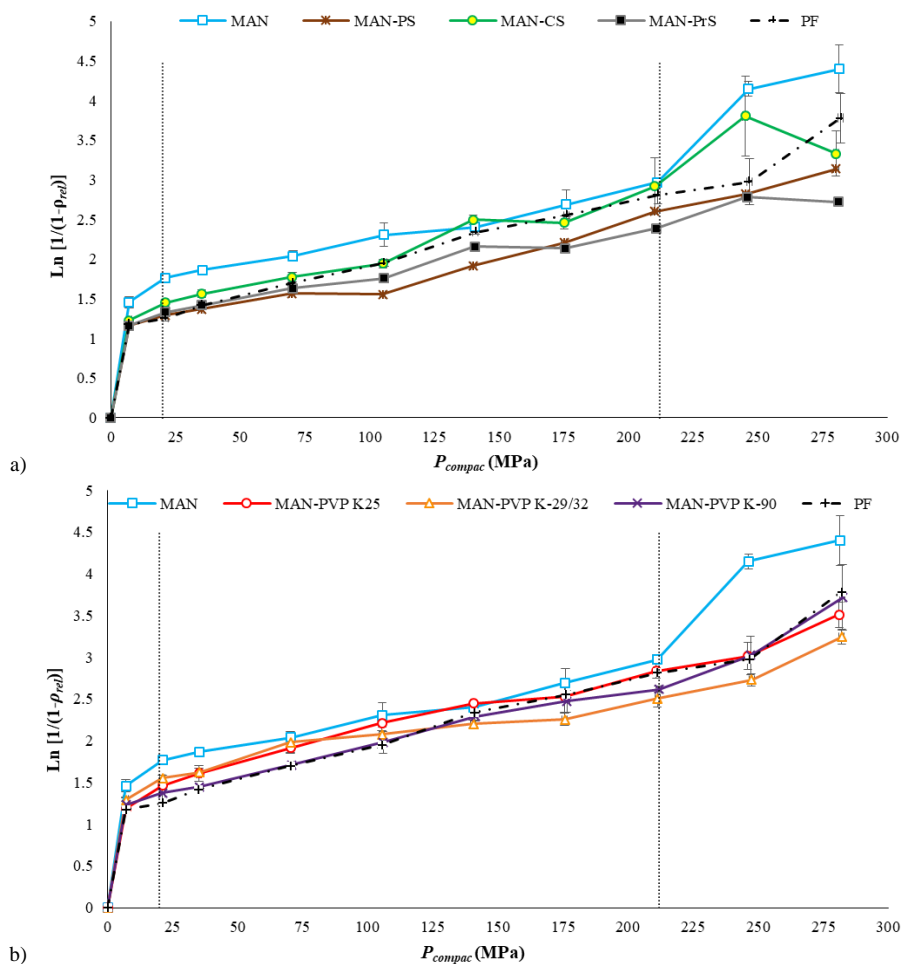 MAN MAN-PS MAN-CS MAN-PrS PF
5
4.5
4
3.5
3
2.5
2
1.5
1
0.5
0
Ln [1/(1-ρrel)]
0 25 50 75 100 125 150 175 200 225 250 275 300
Pcompac (MPa)
a)
MAN MAN-PVP K25 MAN-PVP K-29/32 MAN-PVP K-90 PF
5
4.5
4
3.5
3
2.5
2
1.5
1
0.5
0
Ln [1/(1-ρrel)]
0 25 50 75 100 125 150 175 200 225 250 275 300
Pcompac (MPa)
b)